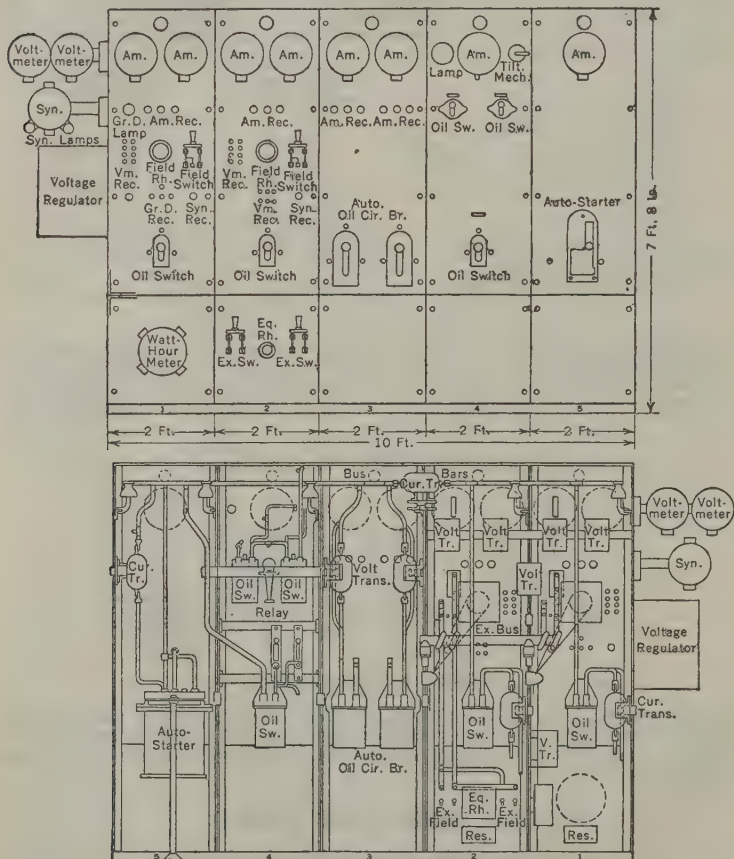 Volt-
meter
Volt-
meter
Am.
Am.
Am.
Am.
Am.
Am.
Lamp
Am.
Tilt.
Mech.
Am.
Syn.
Syn. Lamps
Gr.D.
Lamp
Am.Rec.
Am.Rec.
Am.Rec.
Am.Rec.
Oil Sw.
Oil Sw.
Vm.
Rec.
Field
Rh.
Field
Switch
Vm.
Rec.
Field
Rh.
Field
Switch
Voltage
Regulator
Gr.D.
Rec.
Syn.
Rec.
Vm.
Rec.
Syn.
Rec.
Auto.
Oil Cir. Br.
Auto-Starter
Oil Switch
Oil Switch
Oil Switch
7 Ft. 8 In.
Watt-
Hour
Meter
Eq.
Rh.
Ex.Sw.
Ex.Sw.
1
2
3
4
5
2 Ft.
2 Ft.
2 Ft.
2 Ft.
2 Ft.
10 Ft.
Bus
Bars
Cur.Tr.
Volt-
meter
Volt-
meter
Volt
Tr.
Volt
Tr.
Volt
Tr.
Volt
Tr.
Cur.
Tr.
Oil
Sw.
Oil
Sw.
Relay
Volt
Trans.
Volt
Tr.
Syn.
Ex.Bus
Voltage
Regulator
Auto-
Starter
Oil
Sw.
Auto.
Oil Cir. Br.
Oil
Sw.
Oil
Sw.
Cur.
Trans.
V.
Tr.
Ex.
Field
Eq.
Rh.
Ex.
Field
Res.
Res.
5
4
3
2
1